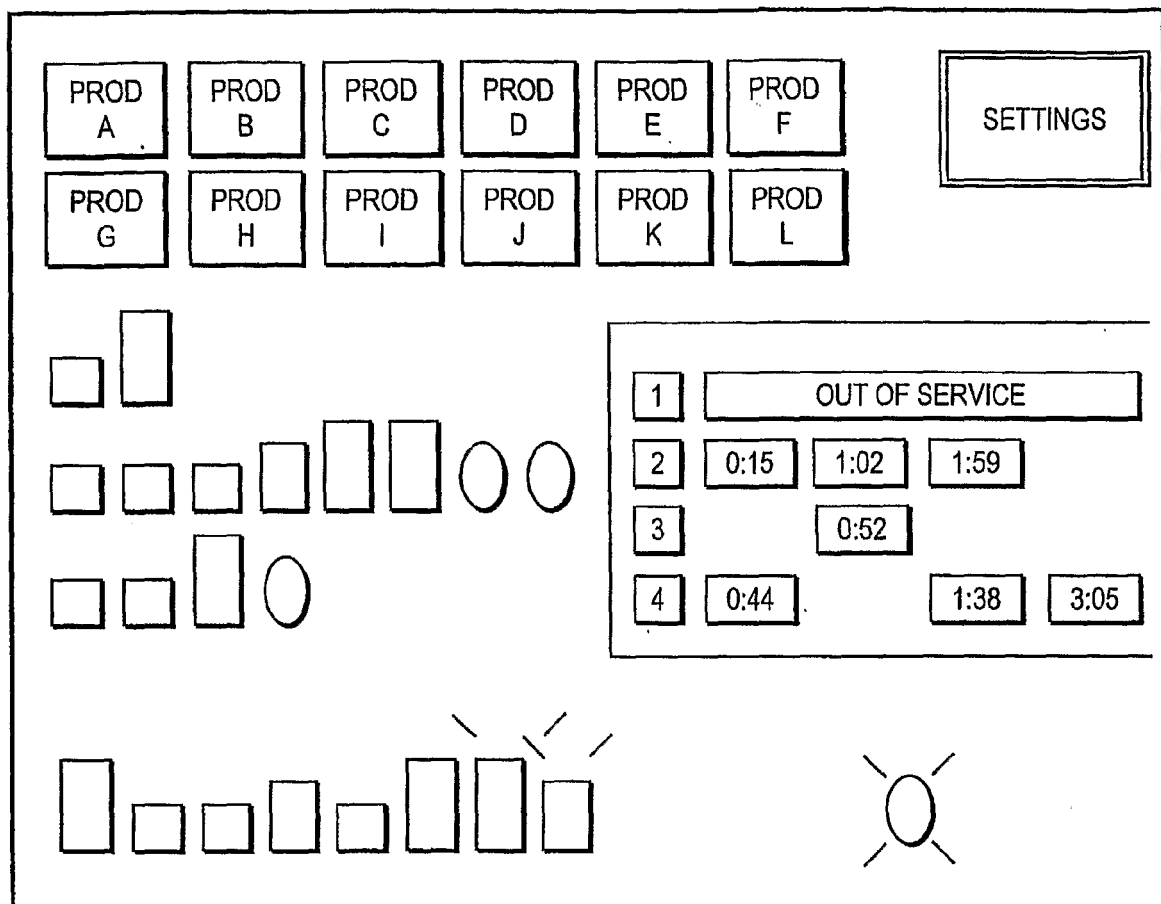 PROD
A
PROD
B
PROD
C
PROD
D
PROD
E
PROD
F
SETTINGS
PROD
G
PROD
H
PROD
I
PROD
J
PROD
K
PROD
L
1 OUT OF SERVICE
2 0:15 1:02 1:59
3 0:52
4 0:44 1:38 3:05